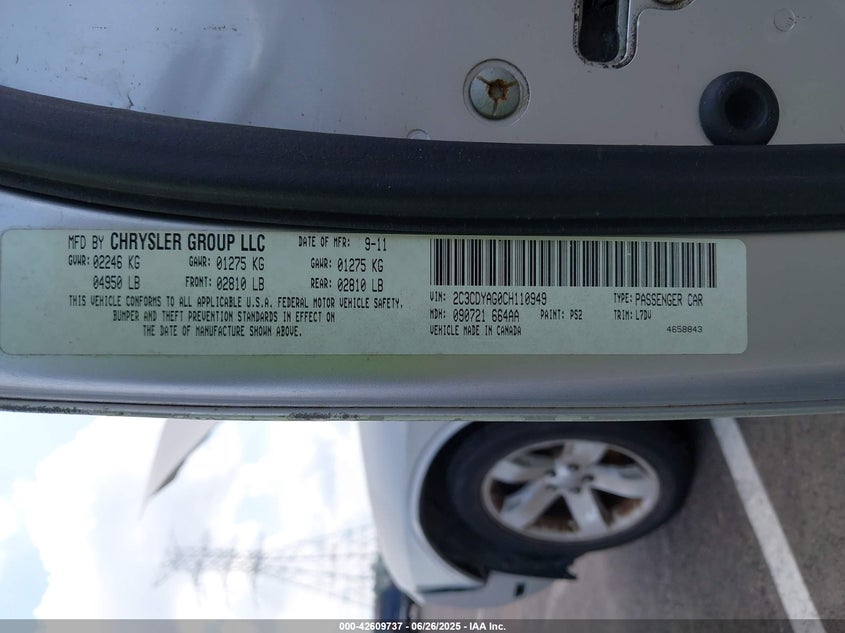 MFD BY CHRYSLER GROUP LLC DATE OF MFR: 9-11
GVWR: 02246 KG GAWR: 01275 KG GAWR: 01275 KG
04950 LB FRONT: 02810 LB REAR: 02810 LB
THIS VEHICLE CONFORMS TO ALL APPLICABLE U.S.A. FEDERAL MOTOR VEHICLE SAFETY,
BUMPER AND THEFT PREVENTION STANDARDS IN EFFECT ON
THE DATE OF MANUFACTURE SHOWN ABOVE.
VIN: 2C3CDYAG0CH110949 TYPE: PASSENGER CAR
MDH: 090721 664AA PAINT: PS2 TRIM: L7DV
VEHICLE MADE IN CANADA 4658843
000-42609737 - 06/26/2025 - IAA Inc.